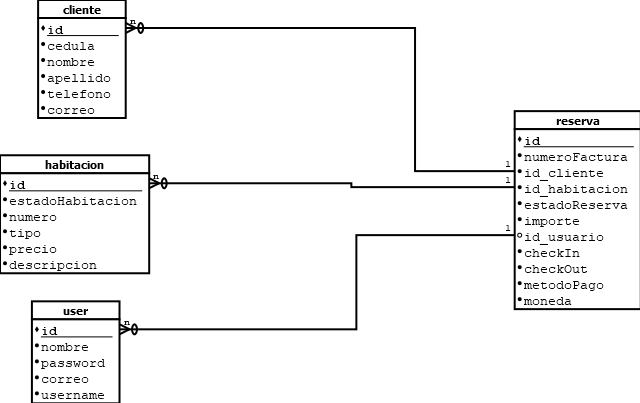 cliente
id
cedula
nombre
apellido
telefono
correo
n
habitacion
id
estadoHabitacion
numero
tipo
precio
descripcion
n
user
id
nombre
password
correo
username
n
reserva
id
numeroFactura
1
id_cliente
1
id_habitacion
estadoReserva
importe
1
id_usuario
checkIn
checkOut
metodoPago
moneda